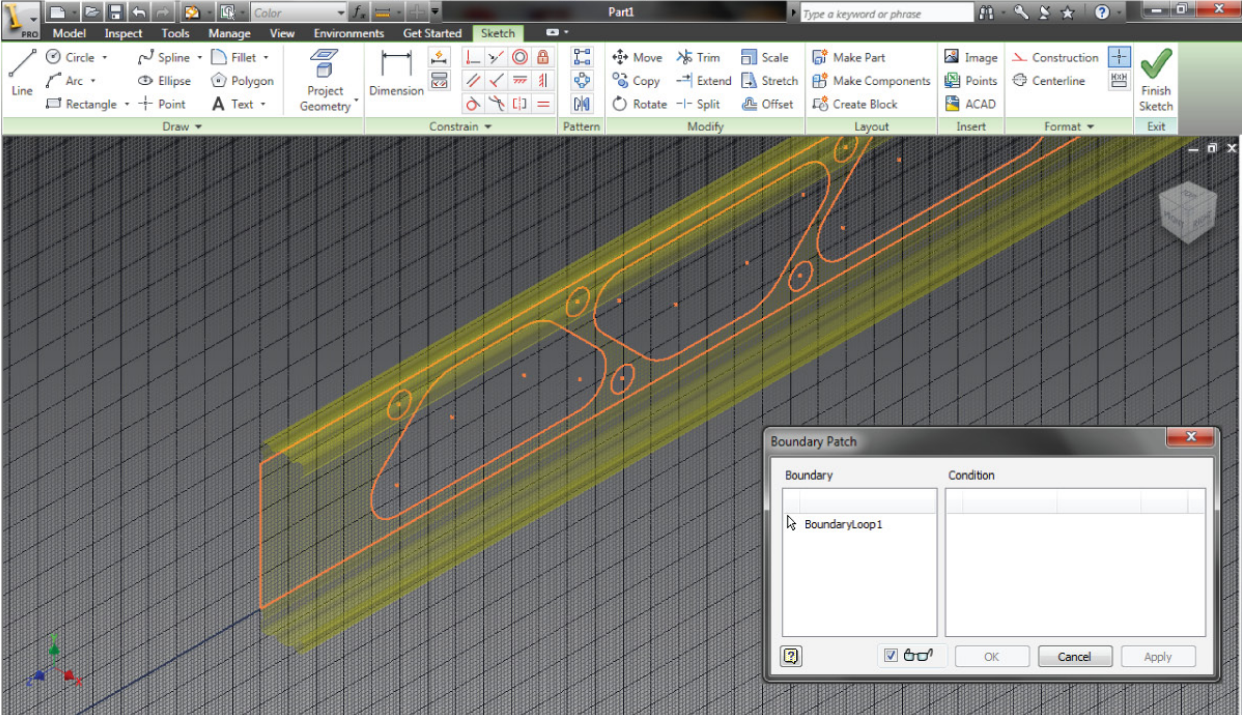 Color
Part1
Type a keyword or phrase
PRO
Model Inspect Tools Manage View Environments Get Started Sketch
Line
Circle Spline Fillet
Arc Ellipse Polygon
Rectangle Point A Text
Project Geometry
Dimension
Move Trim Scale
Copy Extend Stretch
Rotate Split Offset
Make Part
Make Components
Create Block
Image
Points
ACAD
Construction
Centerline
Finish Sketch
Draw Constrain Pattern Modify Layout Insert Format Exit
Boundary Patch
Boundary Condition
BoundaryLoop1
OK Cancel Apply